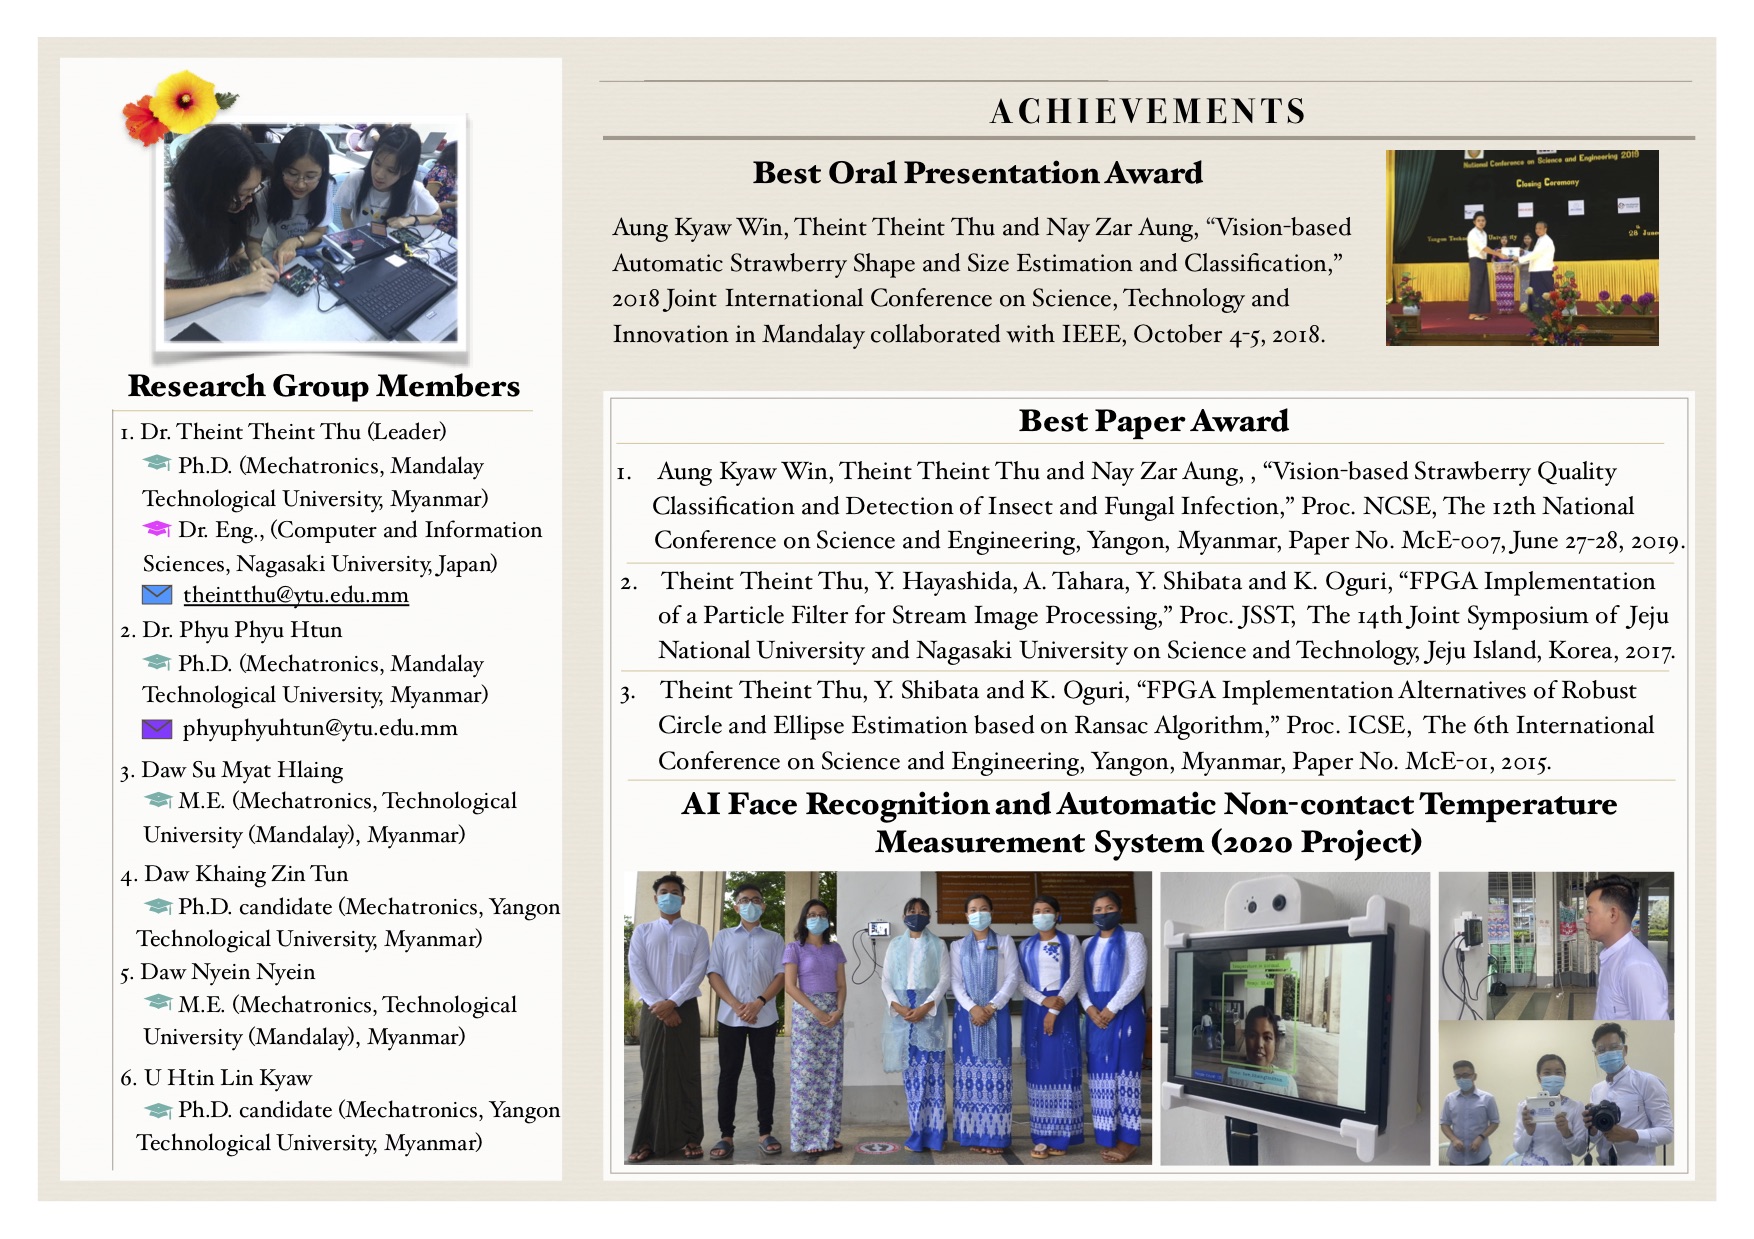 Research Group Members
1. Dr. Theint Theint Thu (Leader)
Ph.D. (Mechatronics, Mandalay
Technological University, Myanmar)
Dr. Eng., (Computer and Information
Sciences, Nagasaki University, Japan)
theintthu@ytu.edu.mm
2. Dr. Phyu Phyu Htun
Ph.D. (Mechatronics, Mandalay
Technological University, Myanmar)
phyuphyuhtun@ytu.edu.mm
3. Daw Su Myat Hlaing
M.E. (Mechatronics, Technological
University (Mandalay), Myanmar)
4. Daw Khaing Zin Tun
Ph.D. candidate (Mechatronics, Yangon
Technological University, Myanmar)
5. Daw Nyein Nyein
M.E. (Mechatronics, Technological
University (Mandalay), Myanmar)
6. U Htin Lin Kyaw
Ph.D. candidate (Mechatronics, Yangon
Technological University, Myanmar)
ACHIEVEMENTS
Best Oral Presentation Award
Aung Kyaw Win, Theint Theint Thu and Nay Zar Aung, “Vision-based
Automatic Strawberry Shape and Size Estimation and Classification,”
2018 Joint International Conference on Science, Technology and
Innovation in Mandalay collaborated with IEEE, October 4-5, 2018.
National Conference on Science and Engineering 2019
Closing Ceremony
28 June
Best Paper Award
1. Aung Kyaw Win, Theint Theint Thu and Nay Zar Aung, , “Vision-based Strawberry Quality
Classification and Detection of Insect and Fungal Infection,” Proc. NCSE, The 12th National
Conference on Science and Engineering, Yangon, Myanmar, Paper No. McE-007, June 27-28, 2019.
2. Theint Theint Thu, Y. Hayashida, A. Tahara, Y. Shibata and K. Oguri, “FPGA Implementation
of a Particle Filter for Stream Image Processing,” Proc. JSST, The 14th Joint Symposium of Jeju
National University and Nagasaki University on Science and Technology, Jeju Island, Korea, 2017.
3. Theint Theint Thu, Y. Shibata and K. Oguri, “FPGA Implementation Alternatives of Robust
Circle and Ellipse Estimation based on Ransac Algorithm,” Proc. ICSE, The 6th International
Conference on Science and Engineering, Yangon, Myanmar, Paper No. McE-01, 2015.
AI Face Recognition and Automatic Non-contact Temperature
Measurement System (2020 Project)